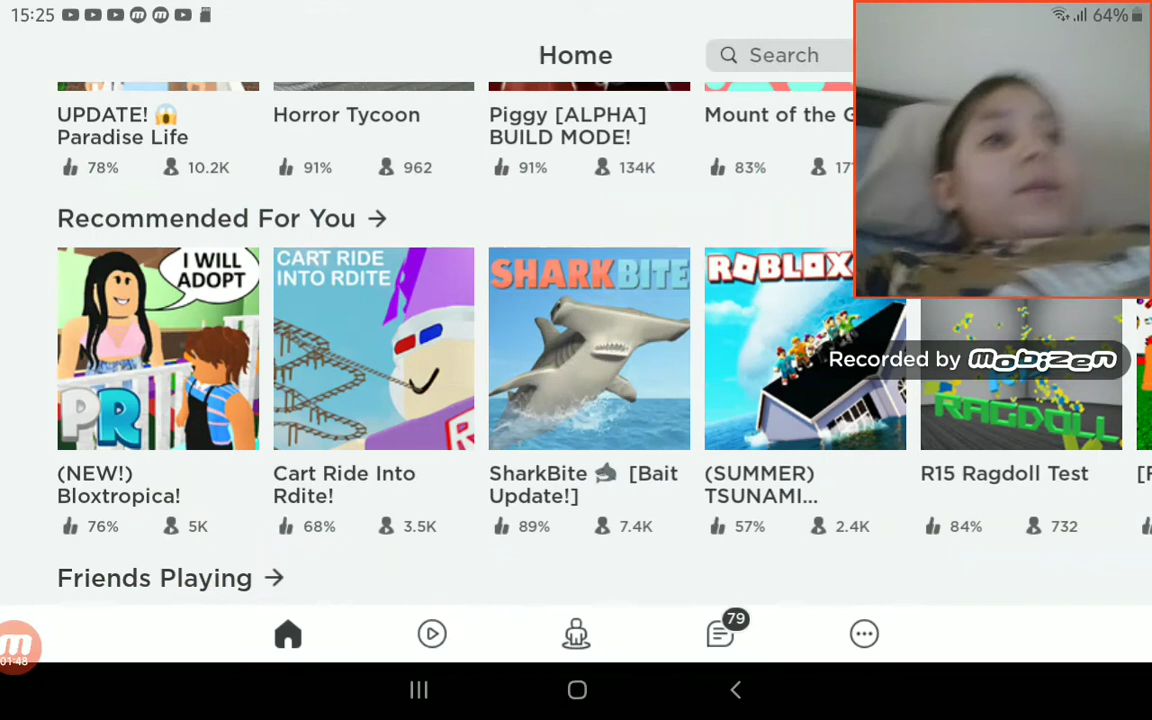 15:25
64%
Home
Search
UPDATE! 😱
Paradise Life
78% 10.2K
Horror Tycoon
91% 962
Piggy [ALPHA]
BUILD MODE!
91% 134K
Mount of the
83% 17
Recommended For You →
I WILL
ADOPT
PR
CART RIDE
INTO RDITE
SHARKBITE
ROBLOX
RAGDOLL
Recorded by mobizen
(NEW!)
Bloxtropica!
76% 5K
Cart Ride Into
Rdite!
68% 3.5K
SharkBite 🦈 [Bait
Update!]
89% 7.4K
(SUMMER)
TSUNAMI...
57% 2.4K
R15 Ragdoll Test
84% 732
Friends Playing →
79
01:48